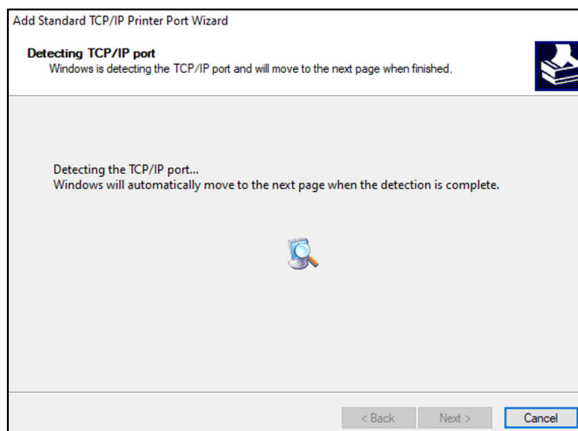 Add Standard TCP/IP Printer Port Wizard
Detecting TCP/IP port
Windows is detecting the TCP/IP port and will move to the next page when finished.
Detecting the TCP/IP port...
Windows will automatically move to the next page when the detection is complete.
< Back
Next >
Cancel